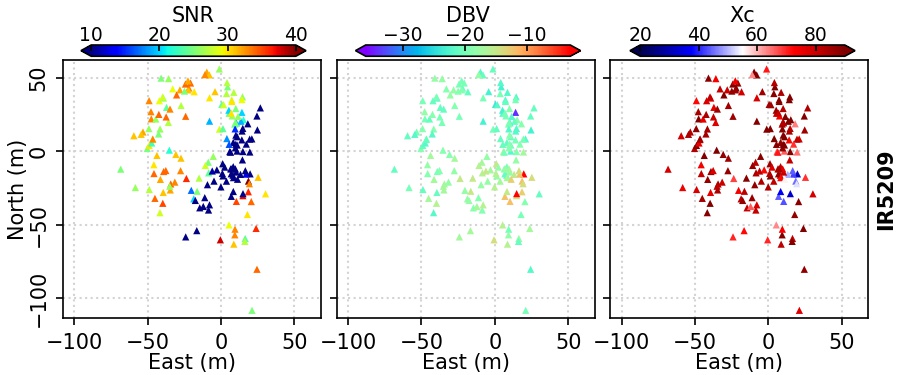 SNR DBV Xc
10 20 30 40 −30 −20 −10 20 40 60 80
50
0
−50
−100
North (m)
IR5209
−100 −50 0 50 −100 −50 0 50 −100 −50 0 50
East (m) East (m) East (m)